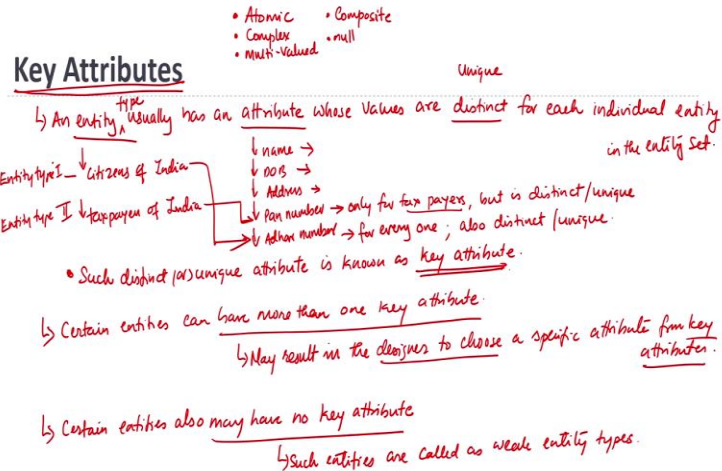 • Atomic • Composite
• Complex • null
• multi-valued
Key Attributes
Unique
↳ An entity type usually has an attribute whose values are distinct for each individual entity
in the entity set.
Entity type I – ↓ citizens of India
Entity type II ↓ taxpayers of India
↓ name →
↓ DOB →
↓ Address →
↓ Pan number → only for tax payers, but is distinct/unique
↓ Adhar number → for every one ; also distinct /unique.
• Such distinct (or) unique attribute is known as key attribute.
↳ Certain entities can have more than one key attribute.
↳ May result in the designer to choose a specific attribute from key
attributes.
↳ Certain entities also may have no key attribute
↳ Such entities are called as weak entity types.